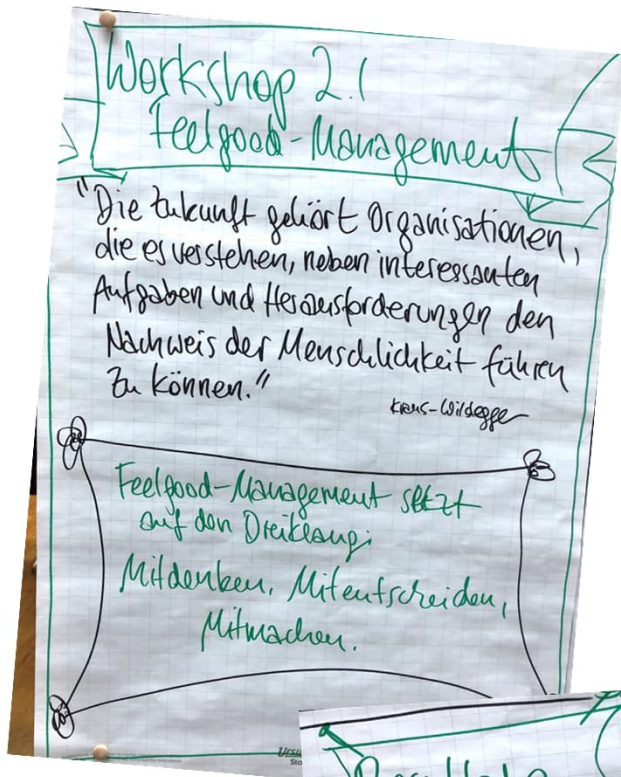 Workshop 2.1
Feelgood-Management
"Die Zukunft gehört Organisationen,
die es verstehen, neben interessanten
Aufgaben und Herausforderungen den
Nachweis der Menschlichkeit führen
zu können."
Kraus-Wildegger
Feelgood-Management setzt
auf den Dreiklang:
Mitdenken, Mitentscheiden,
Mitmachen.